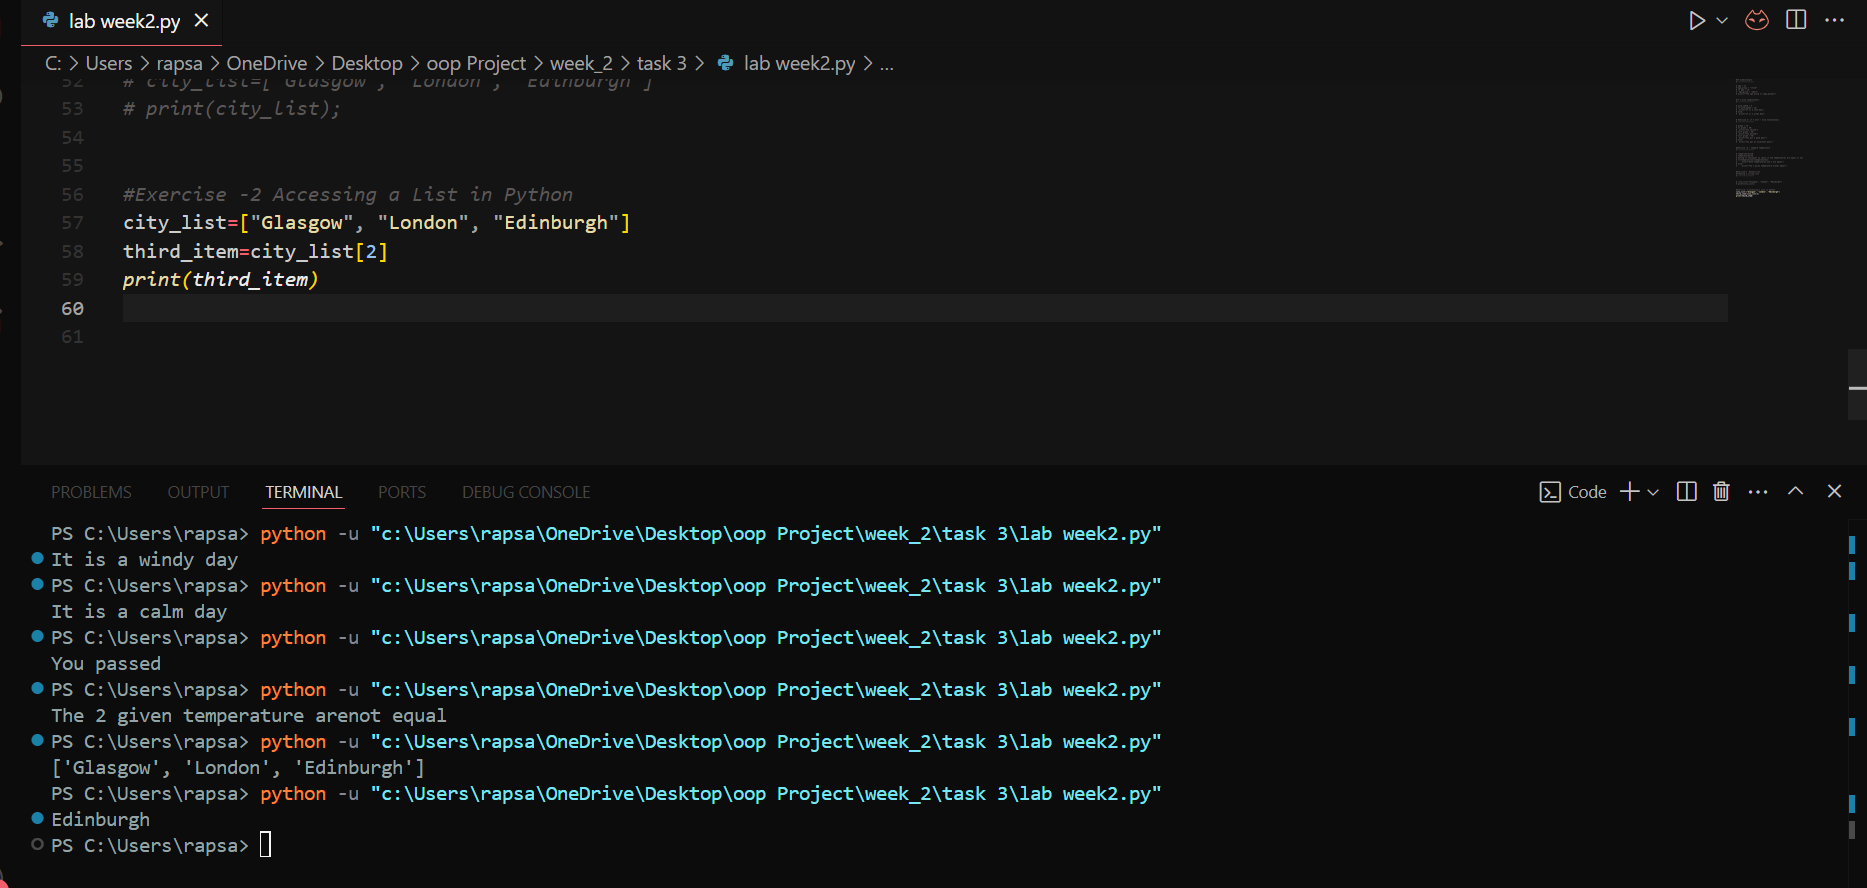 lab week2.py
C: > Users > rapsa > OneDrive > Desktop > oop Project > week_2 > task 3 > lab week2.py > ...
52 # city_list=["Glasgow", "London", "Edinburgh"]
53 # print(city_list);
54
55
56 #Exercise -2 Accessing a List in Python
57 city_list=["Glasgow", "London", "Edinburgh"]
58 third_item=city_list[2]
59 print(third_item)
60
61
PROBLEMS OUTPUT TERMINAL PORTS DEBUG CONSOLE Code
PS C:\Users\rapsa> python -u "c:\Users\rapsa\OneDrive\Desktop\oop Project\week_2\task 3\lab week2.py"
It is a windy day
PS C:\Users\rapsa> python -u "c:\Users\rapsa\OneDrive\Desktop\oop Project\week_2\task 3\lab week2.py"
It is a calm day
PS C:\Users\rapsa> python -u "c:\Users\rapsa\OneDrive\Desktop\oop Project\week_2\task 3\lab week2.py"
You passed
PS C:\Users\rapsa> python -u "c:\Users\rapsa\OneDrive\Desktop\oop Project\week_2\task 3\lab week2.py"
The 2 given temperature arenot equal
PS C:\Users\rapsa> python -u "c:\Users\rapsa\OneDrive\Desktop\oop Project\week_2\task 3\lab week2.py"
['Glasgow', 'London', 'Edinburgh']
PS C:\Users\rapsa> python -u "c:\Users\rapsa\OneDrive\Desktop\oop Project\week_2\task 3\lab week2.py"
Edinburgh
PS C:\Users\rapsa>